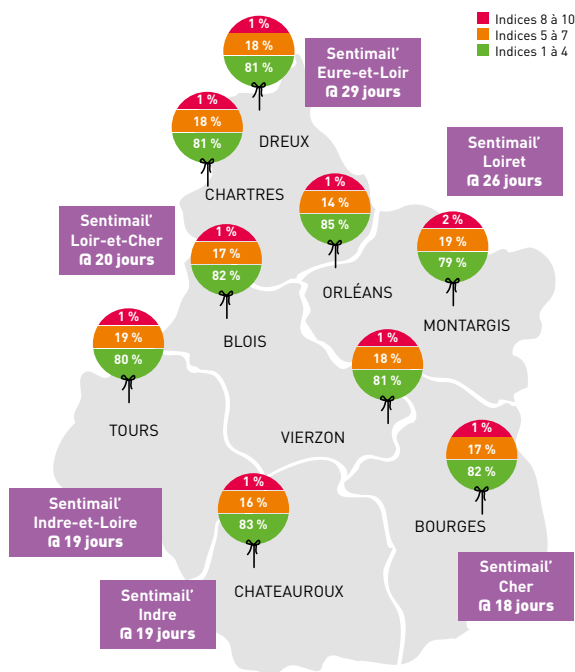 Indices 8 à 10
Indices 5 à 7
Indices 1 à 4
1 %
18 %
81 %
Sentimail'
Eure-et-Loir
@ 29 jours
1 %
18 %
81 %
DREUX
CHARTRES
Sentimail'
Loiret
@ 26 jours
1 %
14 %
85 %
ORLÉANS
2 %
19 %
79 %
MONTARGIS
Sentimail'
Loir-et-Cher
@ 20 jours
1 %
17 %
82 %
BLOIS
1 %
19 %
80 %
TOURS
1 %
18 %
81 %
VIERZON
1 %
17 %
82 %
BOURGES
Sentimail'
Indre-et-Loire
@ 19 jours
1 %
16 %
83 %
CHATEAUROUX
Sentimail'
Indre
@ 19 jours
Sentimail'
Cher
@ 18 jours